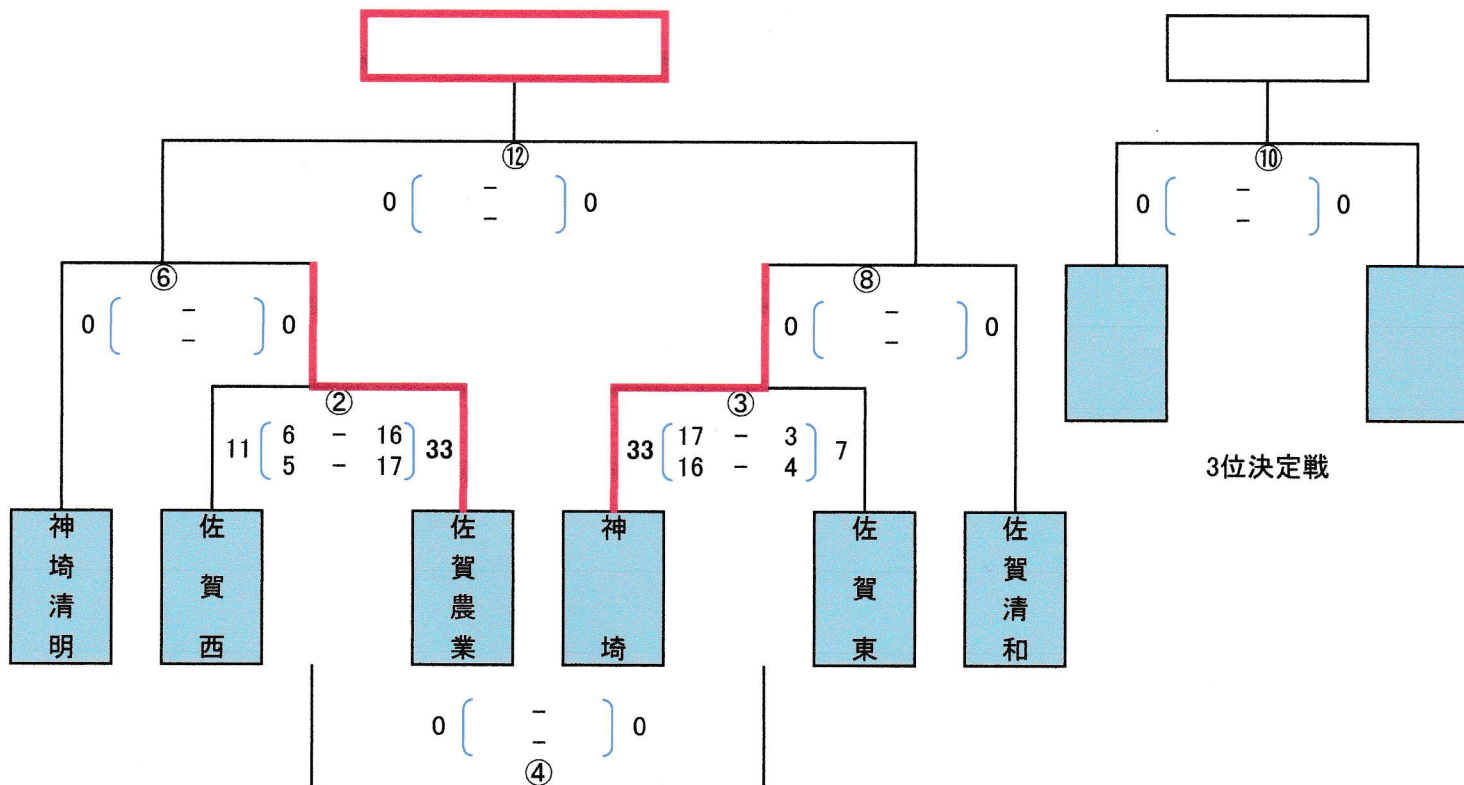 ⑫
⑩
0 ( - ) 0
-
0 ( - ) 0
-
⑥
⑧
0 ( - ) 0
-
0 ( - ) 0
-
②
③
11 ( 6 - 16 ) 33
5 - 17
33 ( 17 - 3 ) 7
16 - 4
3位決定戦
神埼清明
佐賀西
佐賀農業
神埼
佐賀東
佐賀清和
0 ( - ) 0
-
④